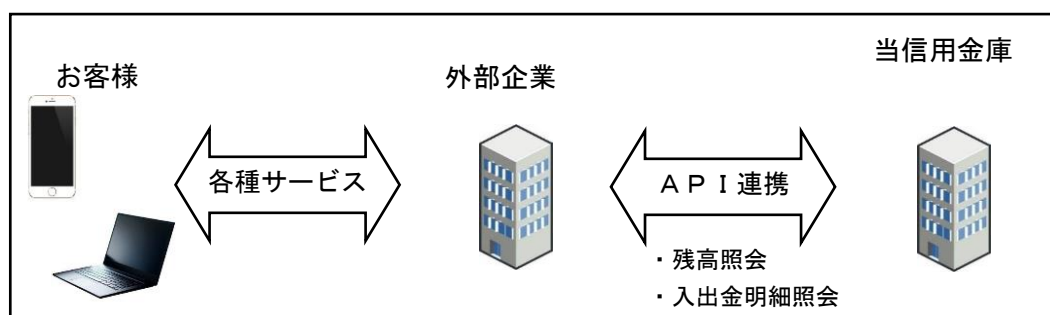 当信用金庫
お客様
外部企業
各種サービス
ＡＰＩ連携
・残高照会
・入出金明細照会